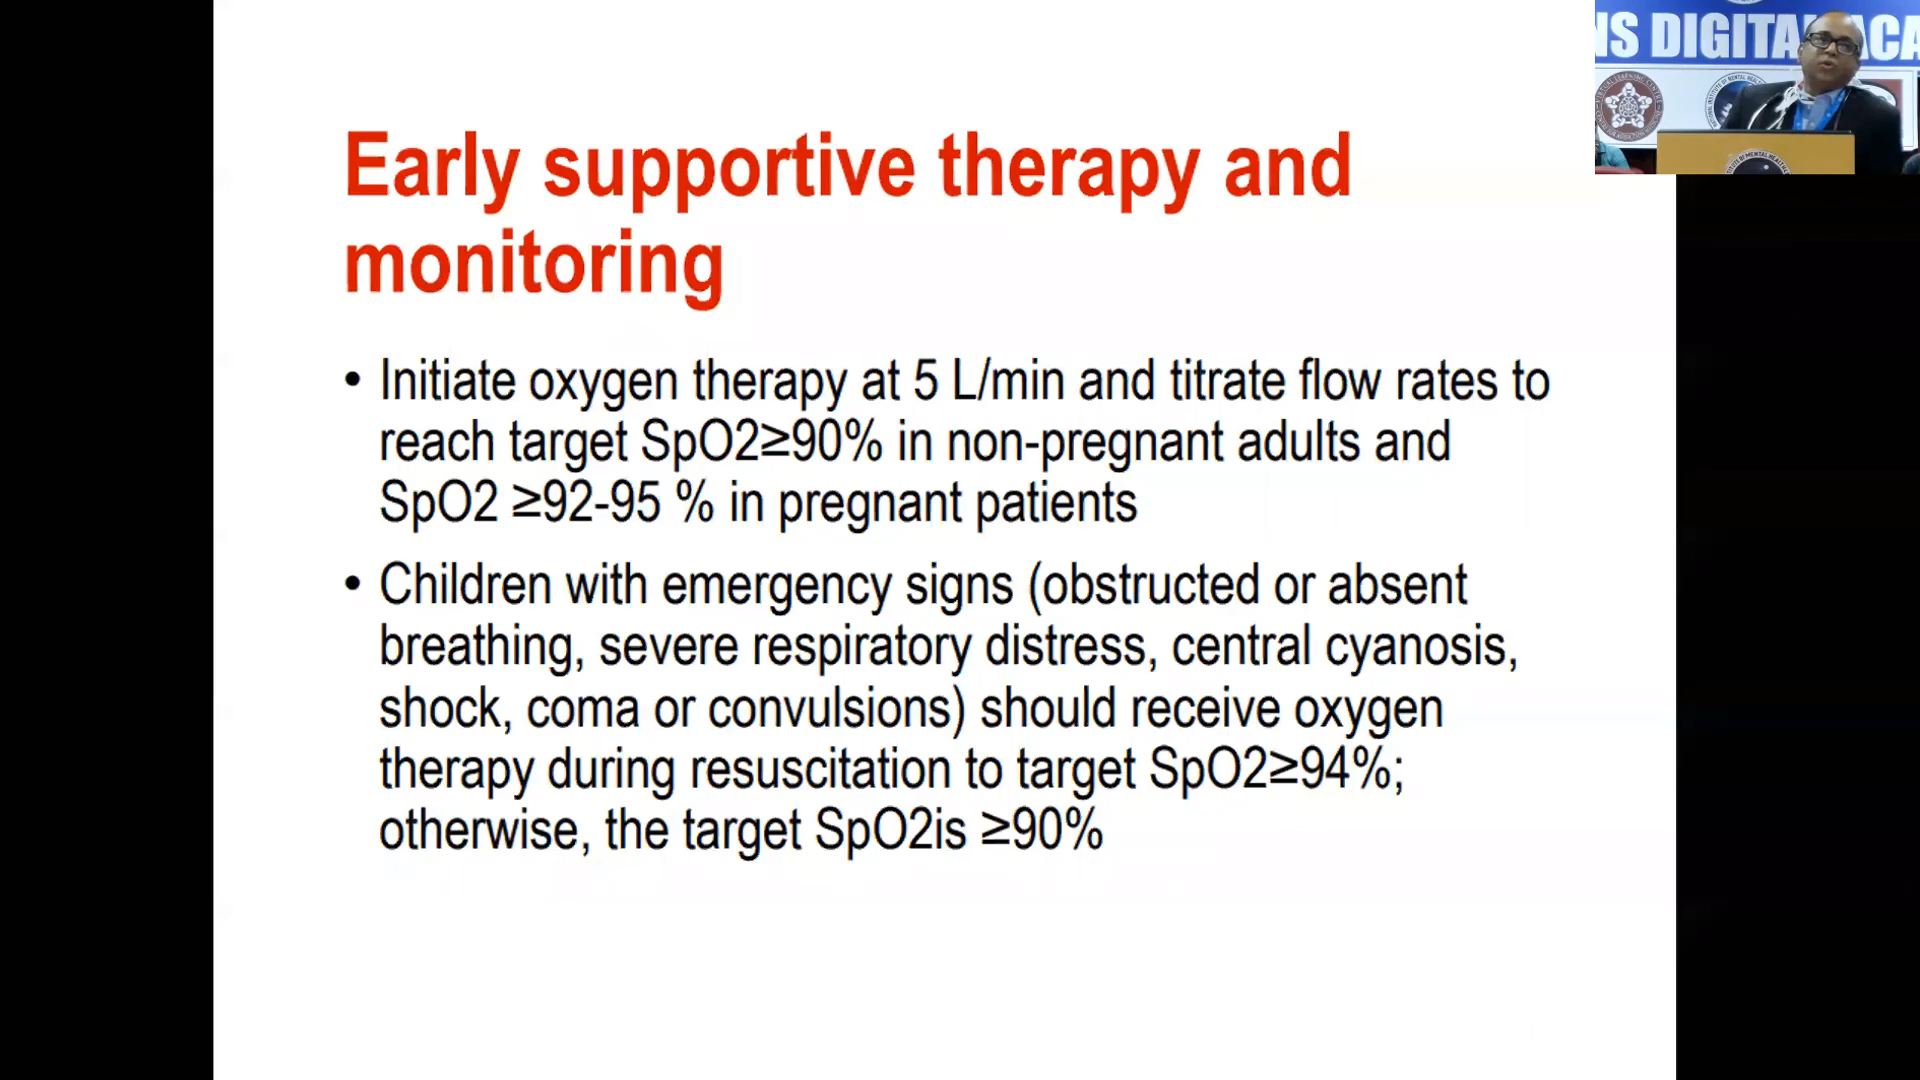 NS DIGITAL ACA
Early supportive therapy and
monitoring
• Initiate oxygen therapy at 5 L/min and titrate flow rates to
reach target SpO2≥90% in non-pregnant adults and
SpO2 ≥92-95 % in pregnant patients
• Children with emergency signs (obstructed or absent
breathing, severe respiratory distress, central cyanosis,
shock, coma or convulsions) should receive oxygen
therapy during resuscitation to target SpO2≥94%;
otherwise, the target SpO2is ≥90%